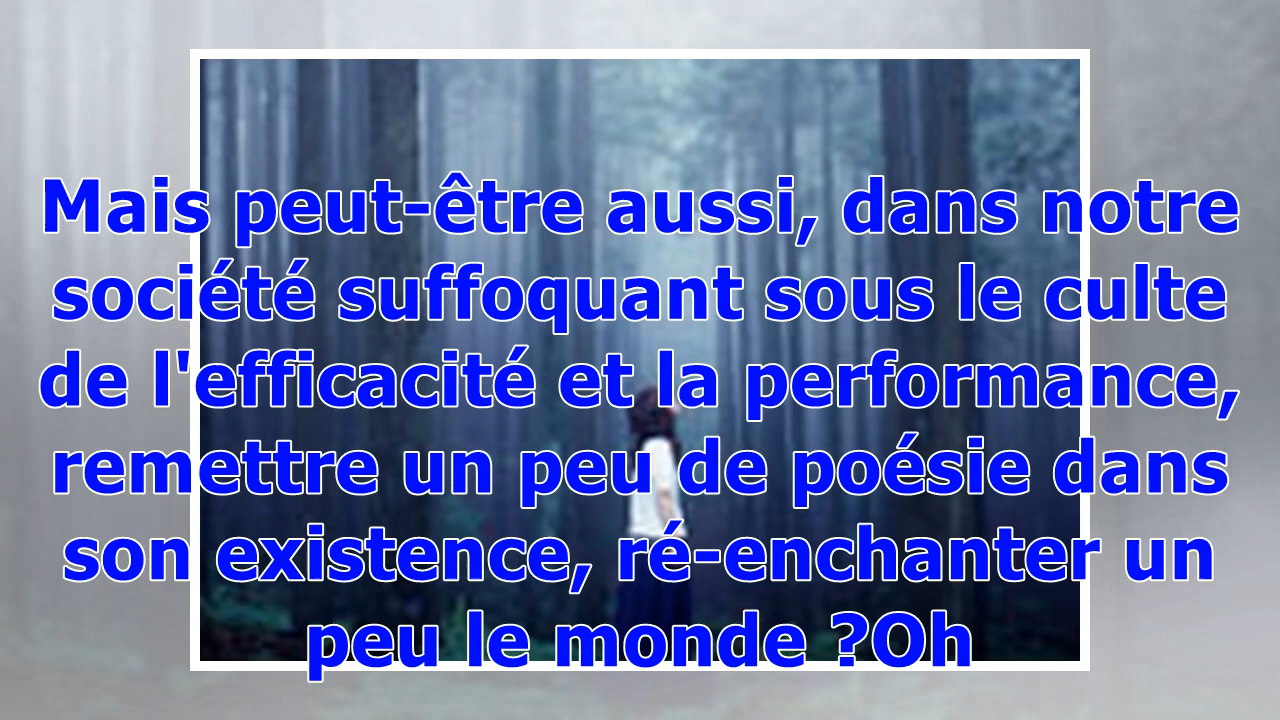 Mais peut-être aussi, dans notre
société suffoquant sous le culte
de l'efficacité et la performance,
remettre un peu de poésie dans
son existence, ré-enchanter un
peu le monde ?Oh